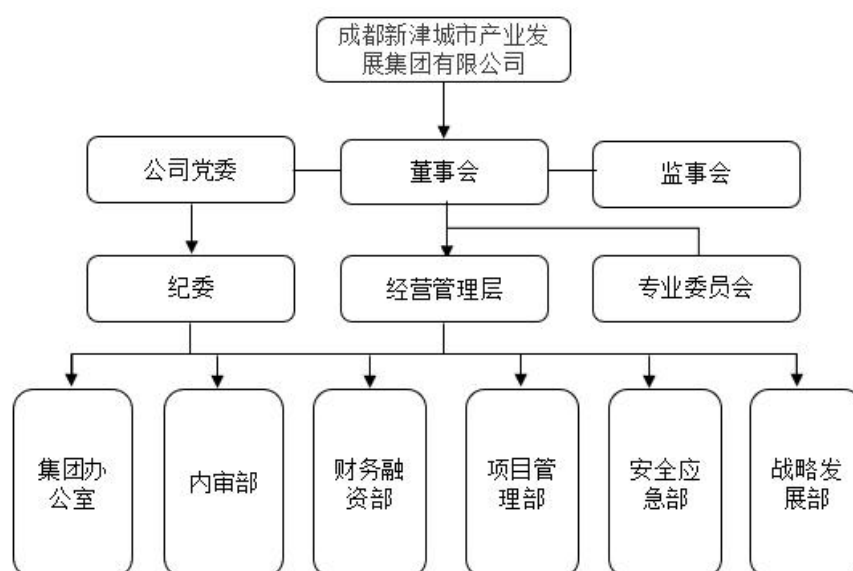 成都新津城市产业发
展集团有限公司
公司党委
董事会
监事会
纪委
经营管理层
专业委员会
集团办
公室
内审部
财务融
资部
项目管
理部
安全应
急部
战略发
展部